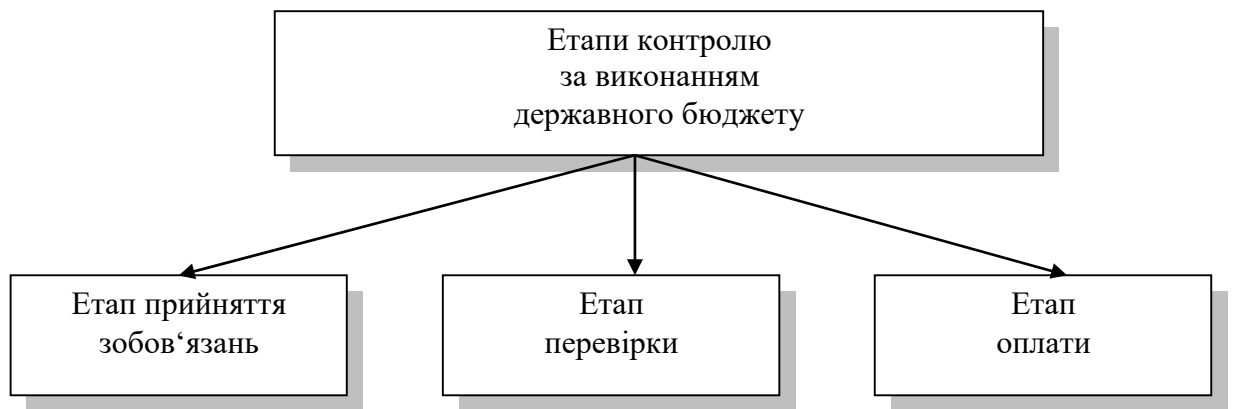 Етапи контролю
за виконанням
державного бюджету
Етап прийняття
зобов‘язань
Етап
перевірки
Етап
оплати